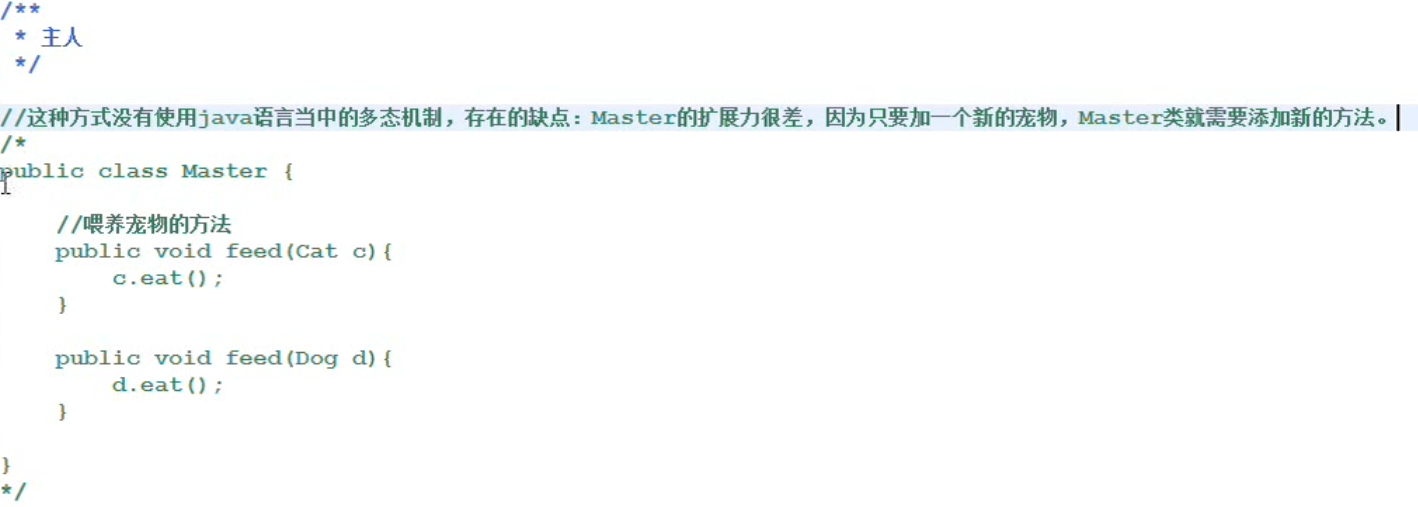 /**
 * 主人
 */
//这种方式没有使用java语言当中的多态机制，存在的缺点：Master的扩展力很差，因为只要加一个新的宠物，Master类就需要添加新的方法。
/*
public class Master {
    //喂养宠物的方法
    public void feed(Cat c){
        c.eat();
    }
    public void feed(Dog d){
        d.eat();
    }
}
*/